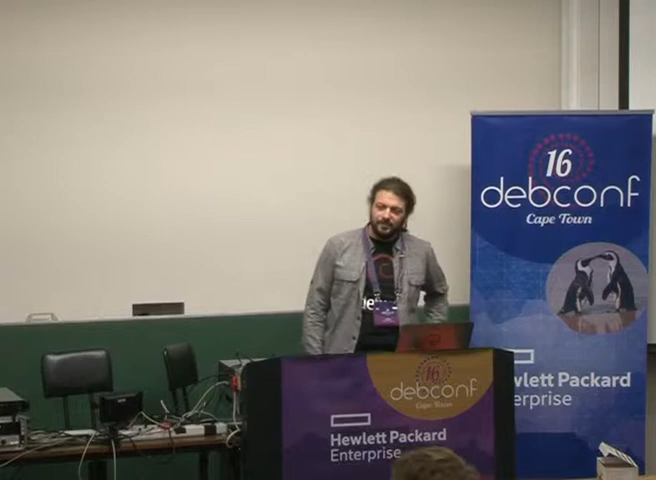 16
debconf
Cape Town
Hewlett Packard
Enterprise
16
debconf
Cape Town
Hewlett Packard
Enterprise